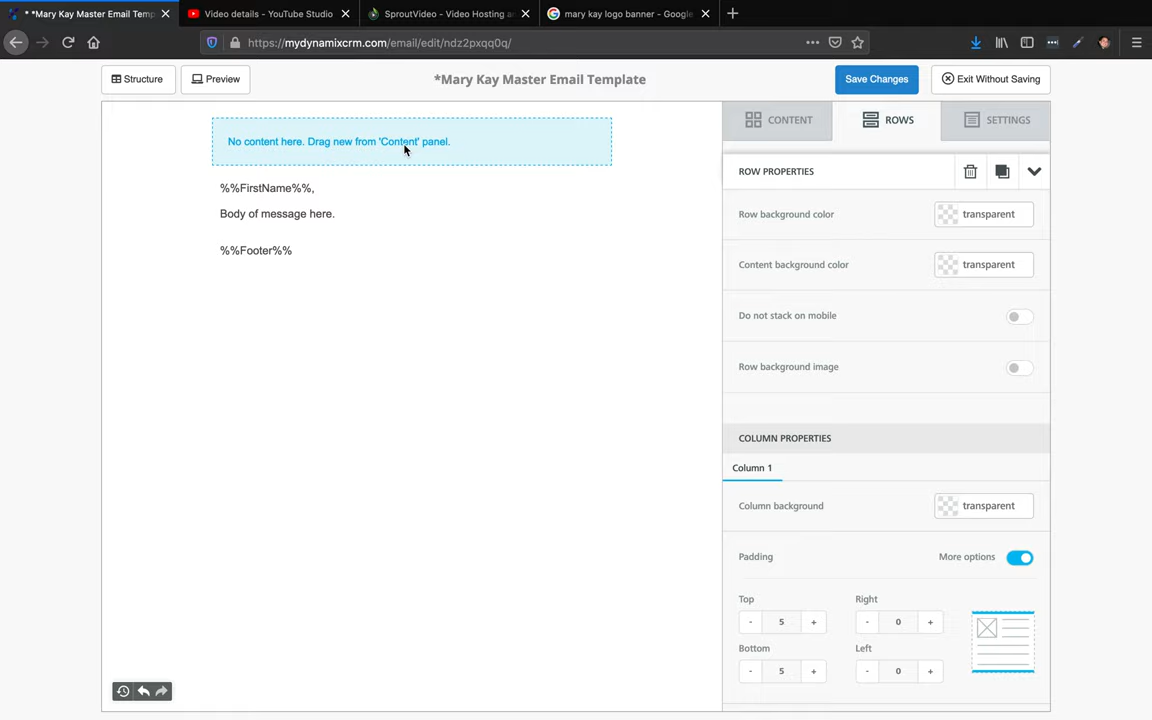 *Mary Kay Master Email Temp
Video details - YouTube Studio
SproutVideo - Video Hosting a
mary kay logo banner - Google
https://mydynamixcrm.com/email/edit/ndz2pxqq0q/
Structure
Preview
*Mary Kay Master Email Template
Save Changes
Exit Without Saving
No content here. Drag new from 'Content' panel.
%%FirstName%%,
Body of message here.
%%Footer%%
CONTENT
ROWS
SETTINGS
ROW PROPERTIES
Row background color
transparent
Content background color
transparent
Do not stack on mobile
Row background image
COLUMN PROPERTIES
Column 1
Column background
transparent
Padding
More options
Top
Right
- 5 +
- 0 +
Bottom
Left
- 5 +
- 0 +